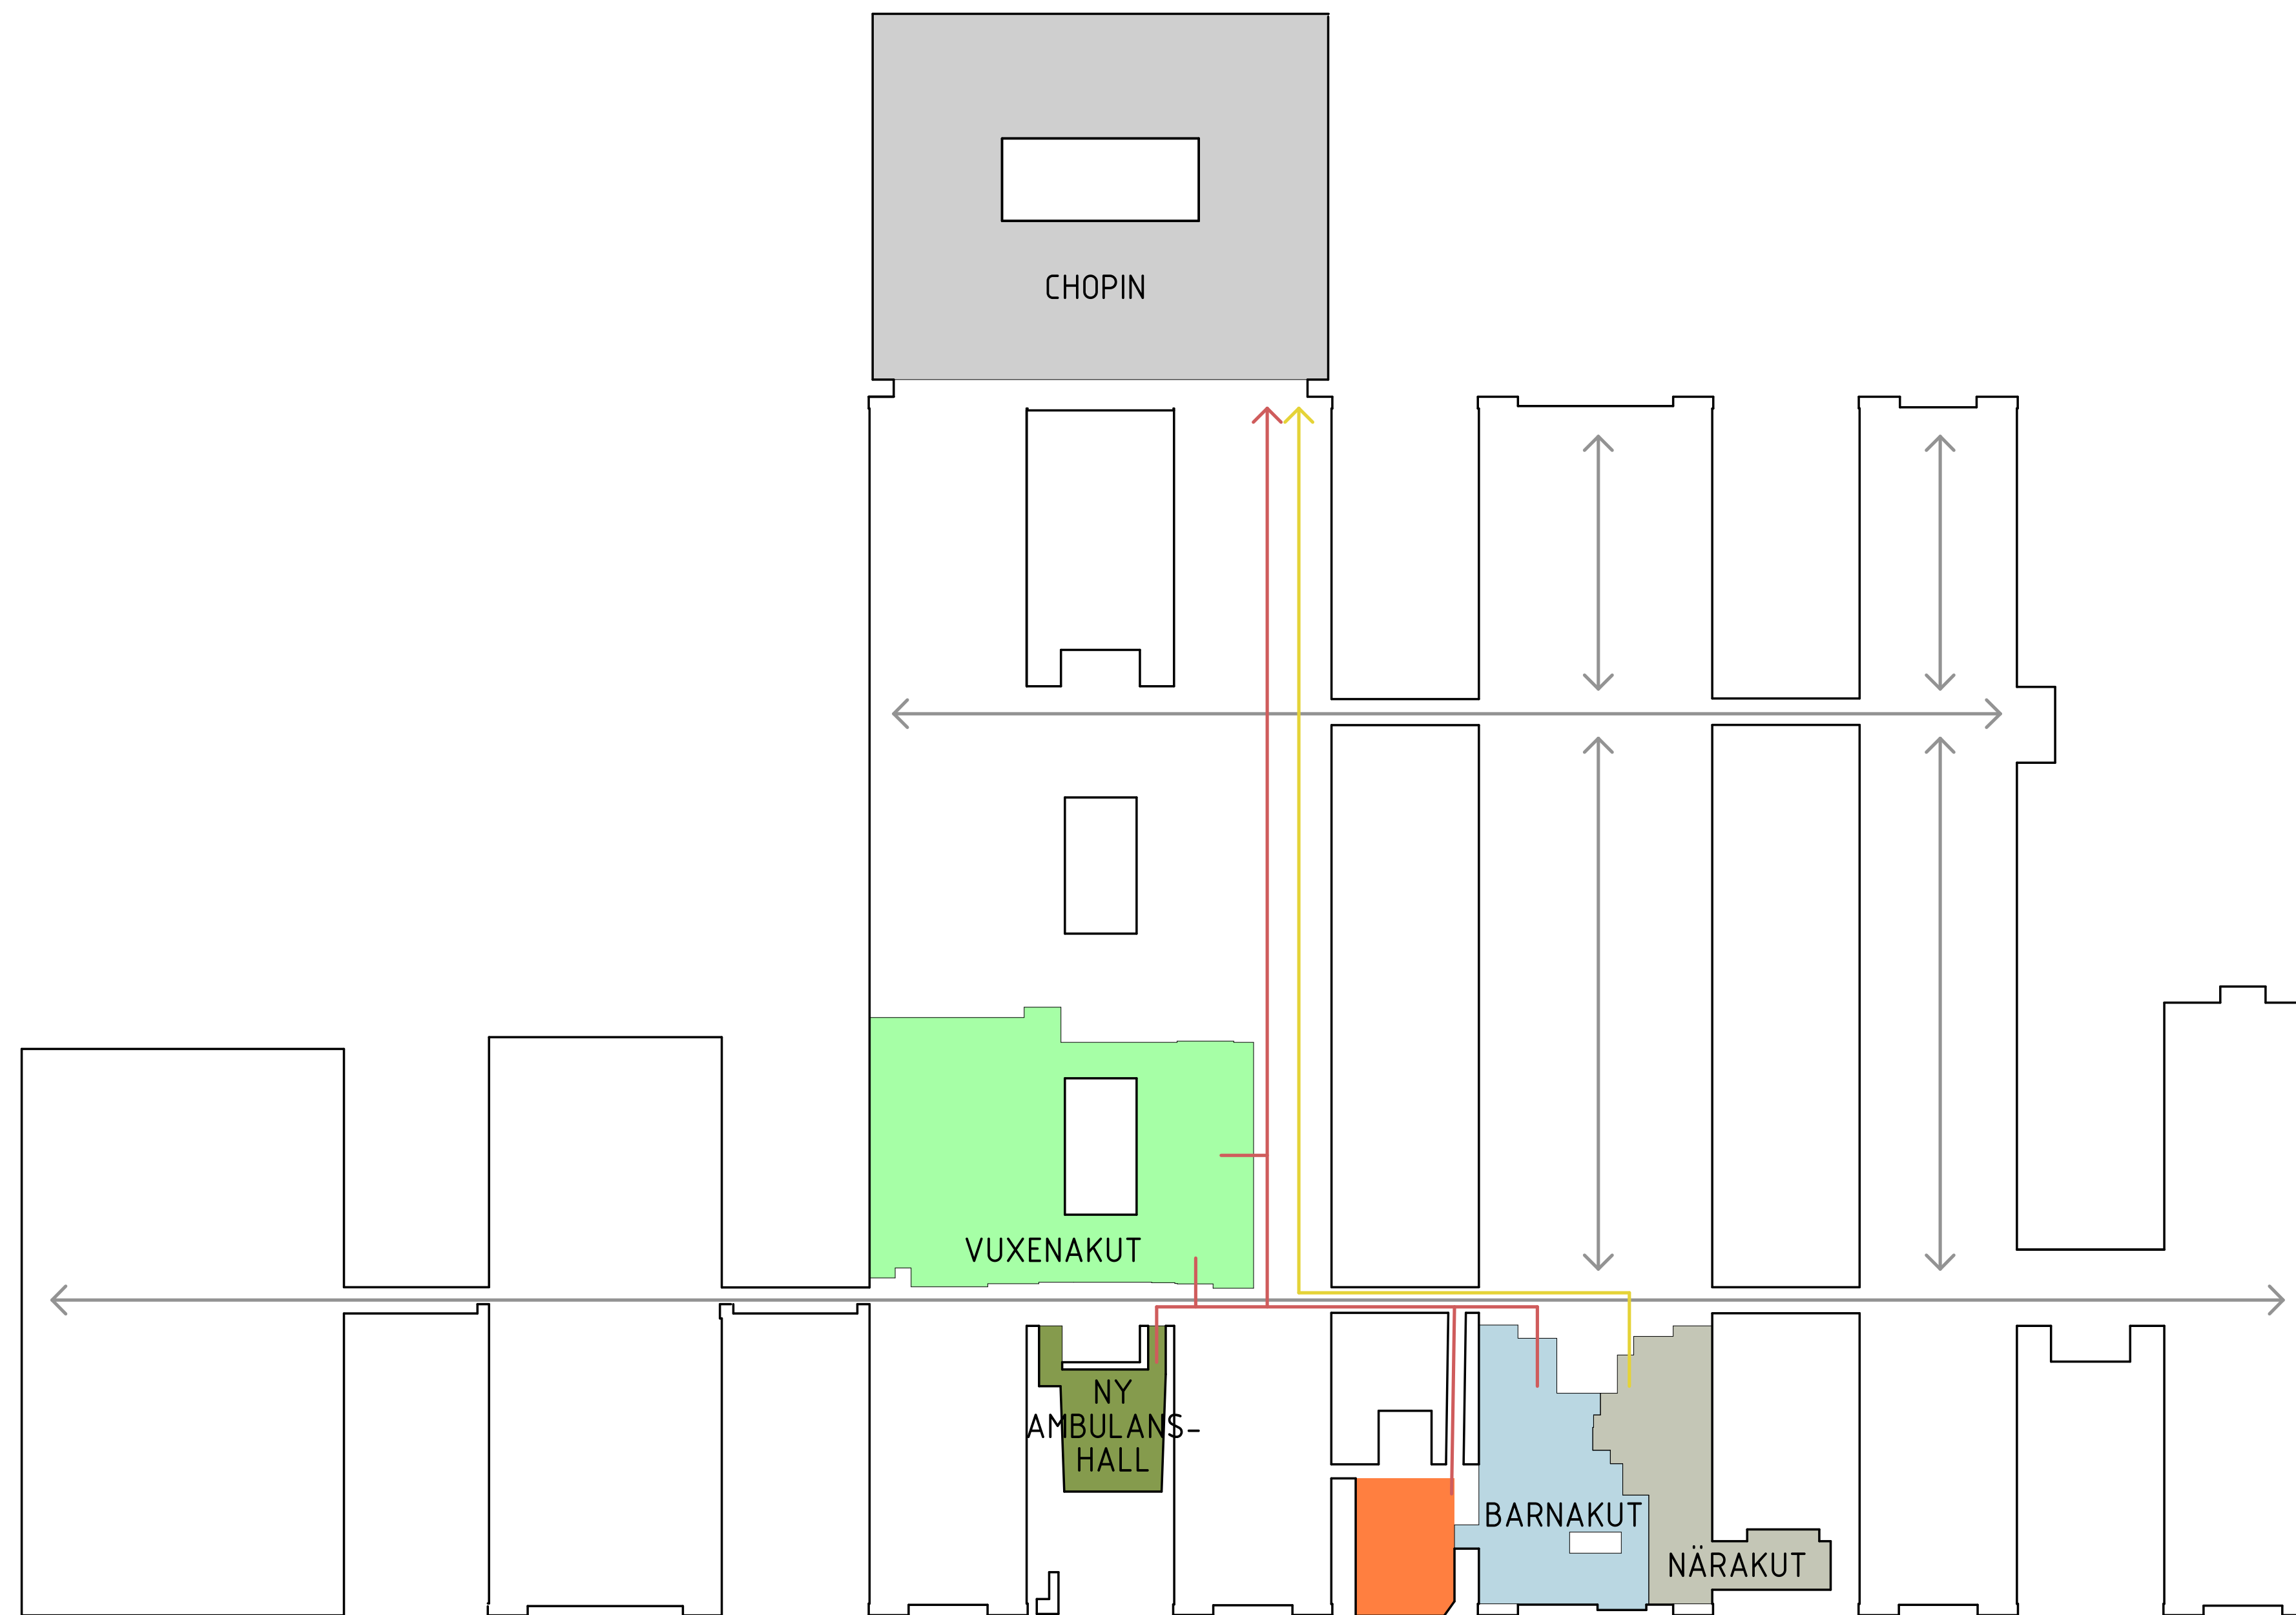 CHOPIN
VUXENAKUT
NY
AMBULANS-
HALL
BARNAKUT
NÄRAKUT